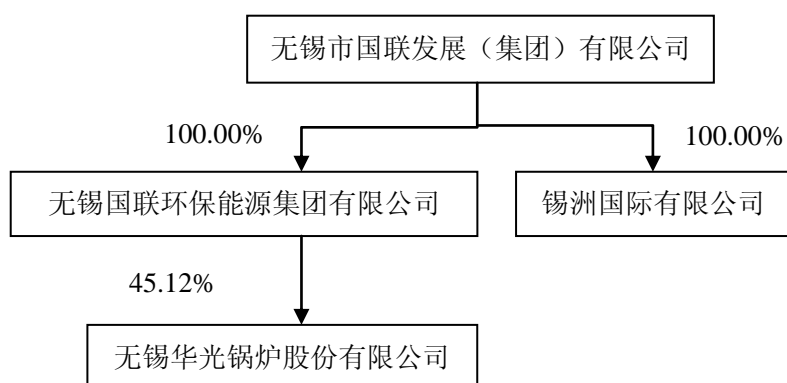 无锡市国联发展（集团）有限公司
100.00%
100.00%
无锡国联环保能源集团有限公司
锡洲国际有限公司
45.12%
无锡华光锅炉股份有限公司